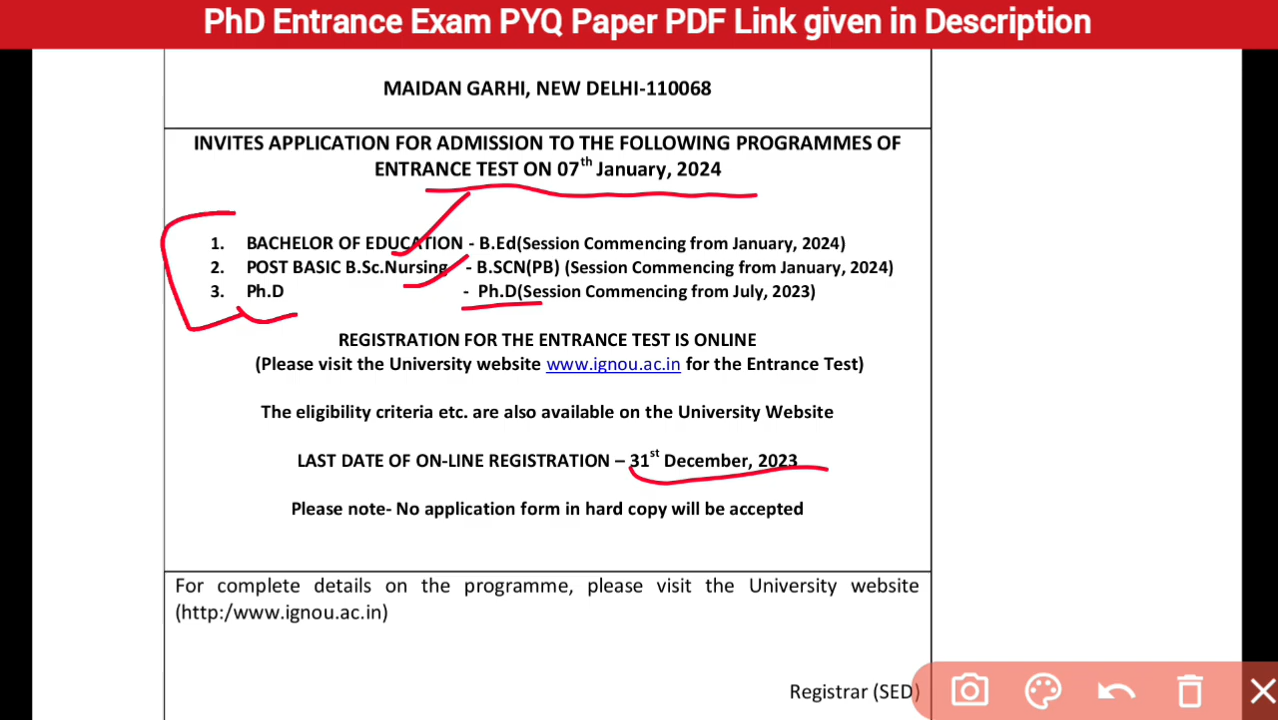 PhD Entrance Exam PYQ Paper PDF Link given in Description
MAIDAN GARHI, NEW DELHI-110068
INVITES APPLICATION FOR ADMISSION TO THE FOLLOWING PROGRAMMES OF
ENTRANCE TEST ON 07th January, 2024
1. BACHELOR OF EDUCATION - B.Ed(Session Commencing from January, 2024)
2. POST BASIC B.Sc.Nursing - B.SCN(PB) (Session Commencing from January, 2024)
3. Ph.D - Ph.D(Session Commencing from July, 2023)
REGISTRATION FOR THE ENTRANCE TEST IS ONLINE
(Please visit the University website www.ignou.ac.in for the Entrance Test)
The eligibility criteria etc. are also available on the University Website
LAST DATE OF ON-LINE REGISTRATION – 31st December, 2023
Please note- No application form in hard copy will be accepted
For complete details on the programme, please visit the University website
(http:/www.ignou.ac.in)
Registrar (SED)